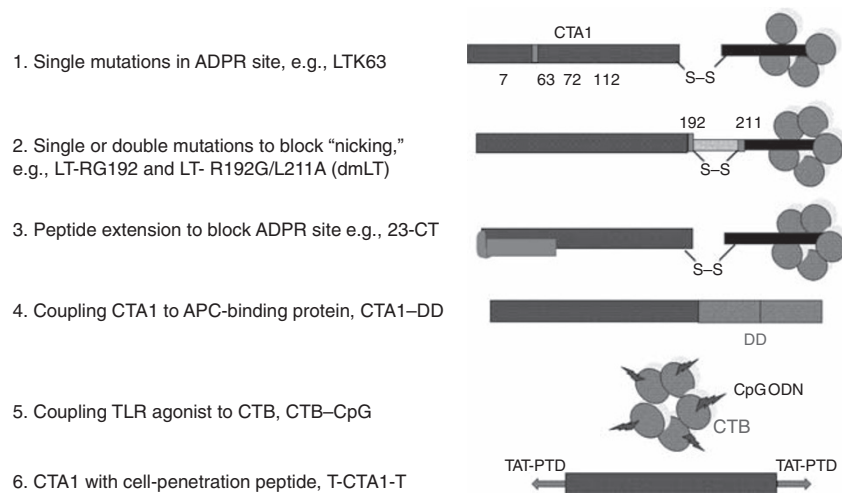 1. Single mutations in ADPR site, e.g., LTK63
CTA1
7 63 72 112
S–S
2. Single or double mutations to block “nicking,”
e.g., LT-RG192 and LT- R192G/L211A (dmLT)
192 211
S–S
3. Peptide extension to block ADPR site e.g., 23-CT
S–S
4. Coupling CTA1 to APC-binding protein, CTA1–DD
DD
5. Coupling TLR agonist to CTB, CTB–CpG
CpG ODN
CTB
6. CTA1 with cell-penetration peptide, T-CTA1-T
TAT-PTD TAT-PTD